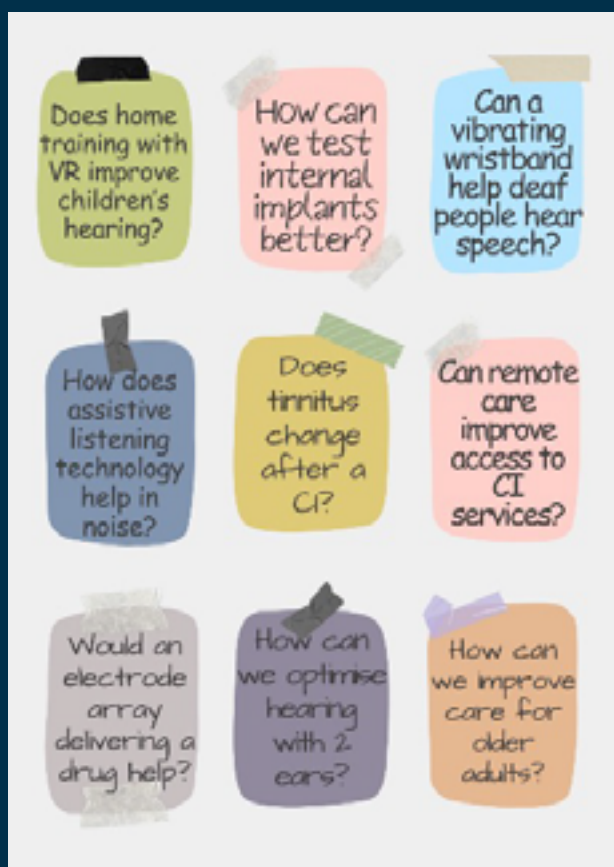 Does home
training with
VR improve
children's
hearing?
How can
we test
internal
implants
better?
Can a
vibrating
wristband
help deaf
people hear
speech?
How does
assistive
listening
technology
help in
noise?
Does
tinnitus
change
after a
CI?
Can remote
care
improve
access to
CI
services?
Would an
electrode
array
delivering a
drug help?
How can
we optimise
hearing
with 2
ears?
How can
we improve
care for
older
adults?